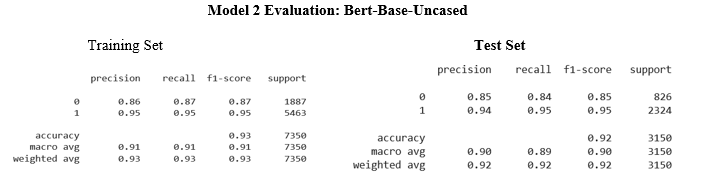 Model 2 Evaluation: Bert-Base-Uncased
Training Set
precision recall f1-score support
0 0.86 0.87 0.87 1887
1 0.95 0.95 0.95 5463
accuracy 0.93 7350
macro avg 0.91 0.91 0.91 7350
weighted avg 0.93 0.93 0.93 7350
Test Set
precision recall f1-score support
0 0.85 0.84 0.85 826
1 0.94 0.95 0.95 2324
accuracy 0.92 3150
macro avg 0.90 0.89 0.90 3150
weighted avg 0.92 0.92 0.92 3150